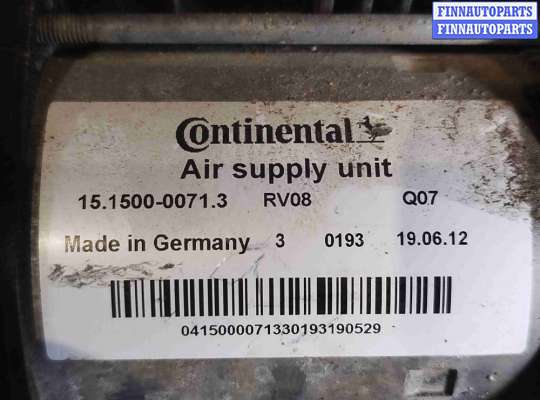 FINNAUTOPARTS
FINNAUTOPARTS
Continental
Air supply unit
15.1500-0071.3 RV08 Q07
Made in Germany 3 0193 19.06.12
0415000071330193190529